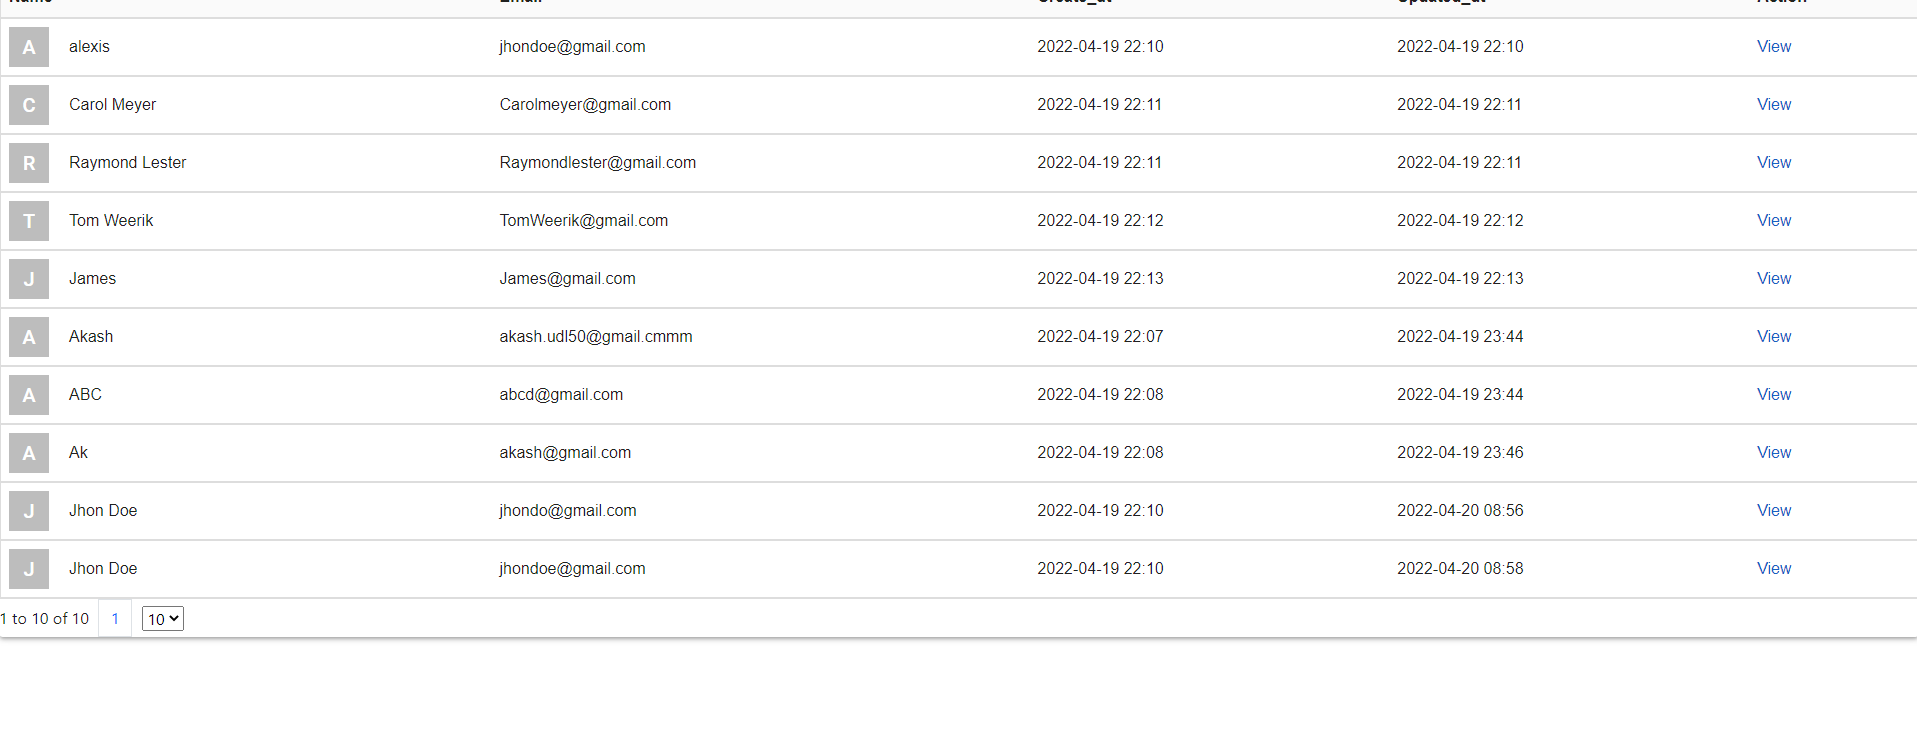 Name Email Create_dt Updated_dt Action
A alexis jhondoe@gmail.com 2022-04-19 22:10 2022-04-19 22:10 View
C Carol Meyer Carolmeyer@gmail.com 2022-04-19 22:11 2022-04-19 22:11 View
R Raymond Lester Raymondlester@gmail.com 2022-04-19 22:11 2022-04-19 22:11 View
T Tom Weerik TomWeerik@gmail.com 2022-04-19 22:12 2022-04-19 22:12 View
J James James@gmail.com 2022-04-19 22:13 2022-04-19 22:13 View
A Akash akash.udl50@gmail.cmmm 2022-04-19 22:07 2022-04-19 23:44 View
A ABC abcd@gmail.com 2022-04-19 22:08 2022-04-19 23:44 View
A Ak akash@gmail.com 2022-04-19 22:08 2022-04-19 23:46 View
J Jhon Doe jhondo@gmail.com 2022-04-19 22:10 2022-04-20 08:56 View
J Jhon Doe jhondoe@gmail.com 2022-04-19 22:10 2022-04-20 08:58 View
1 to 10 of 10 1 10